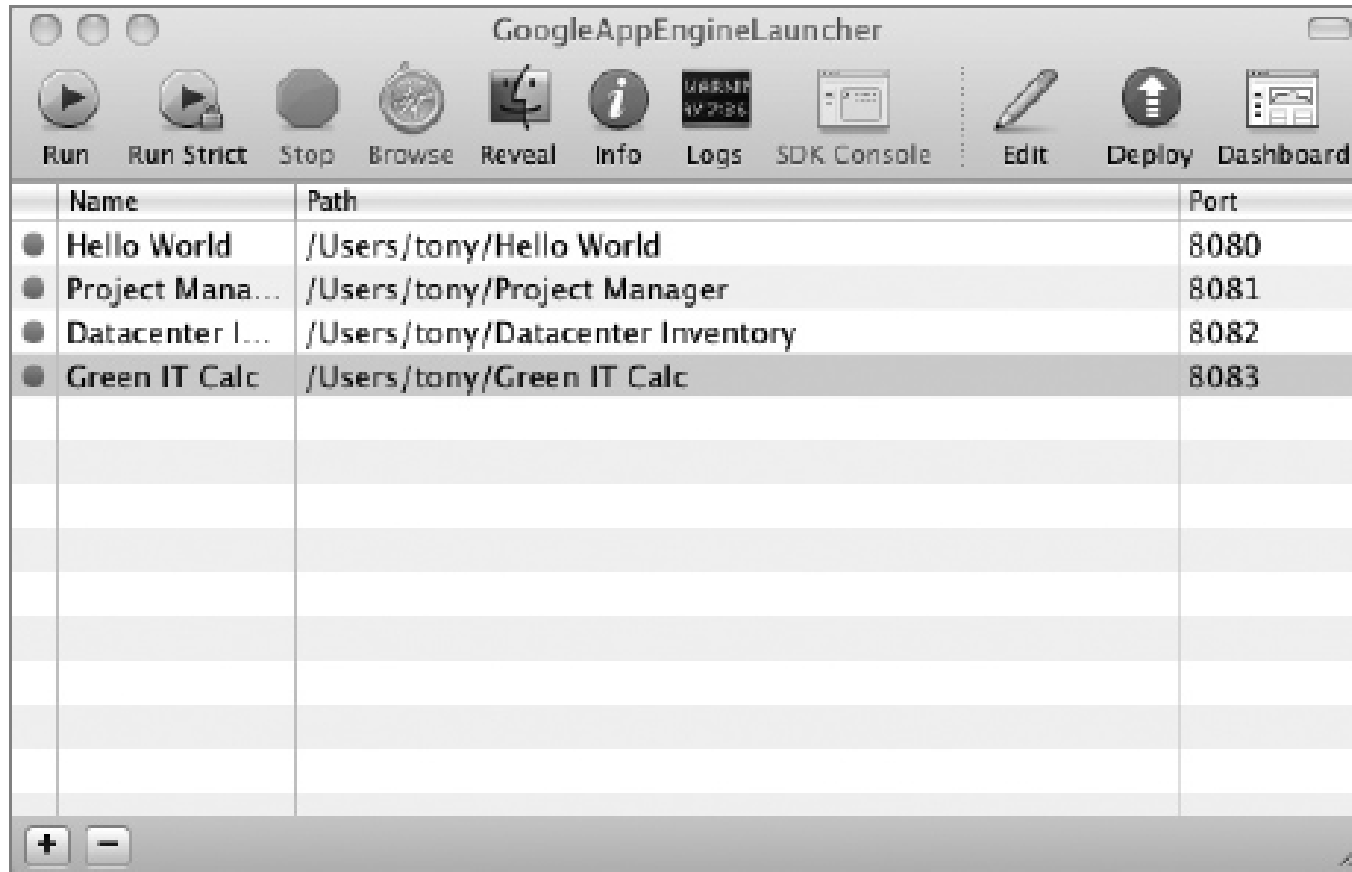 GoogleAppEngineLauncher
Run Run Strict Stop Browse Reveal Info Logs SDK Console Edit Deploy Dashboard
Name Path Port
Hello World /Users/tony/Hello World 8080
Project Mana... /Users/tony/Project Manager 8081
Datacenter I... /Users/tony/Datacenter Inventory 8082
Green IT Calc /Users/tony/Green IT Calc 8083